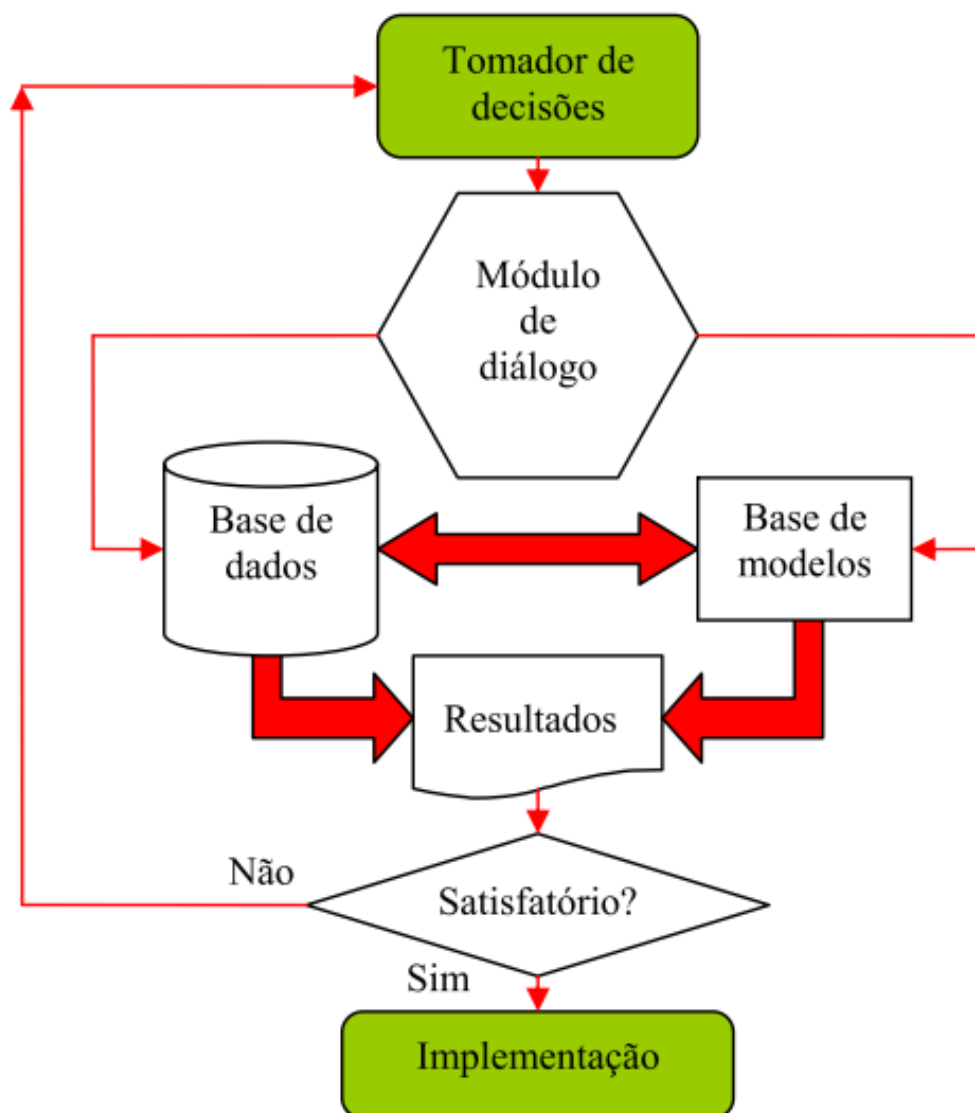 Tomador de
decisões
Módulo
de
diálogo
Base de
dados
Base de
modelos
Resultados
Não
Satisfatório?
Sim
Implementação